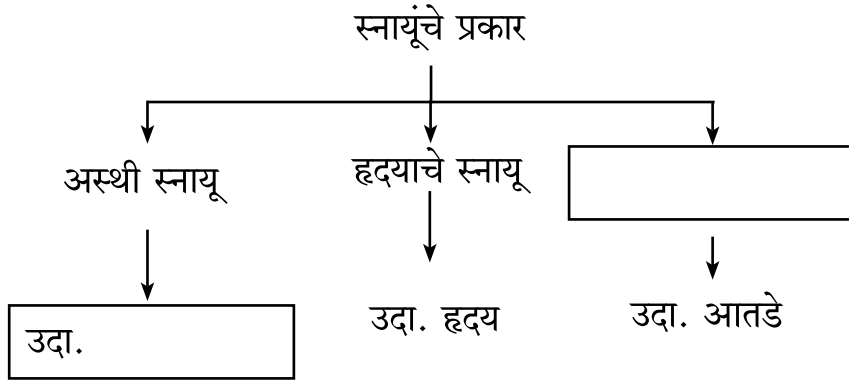 स्नायूंचे प्रकार
अस्थी स्नायू
हृदयाचे स्नायू
उदा.
उदा. हृदय
उदा. आतडे